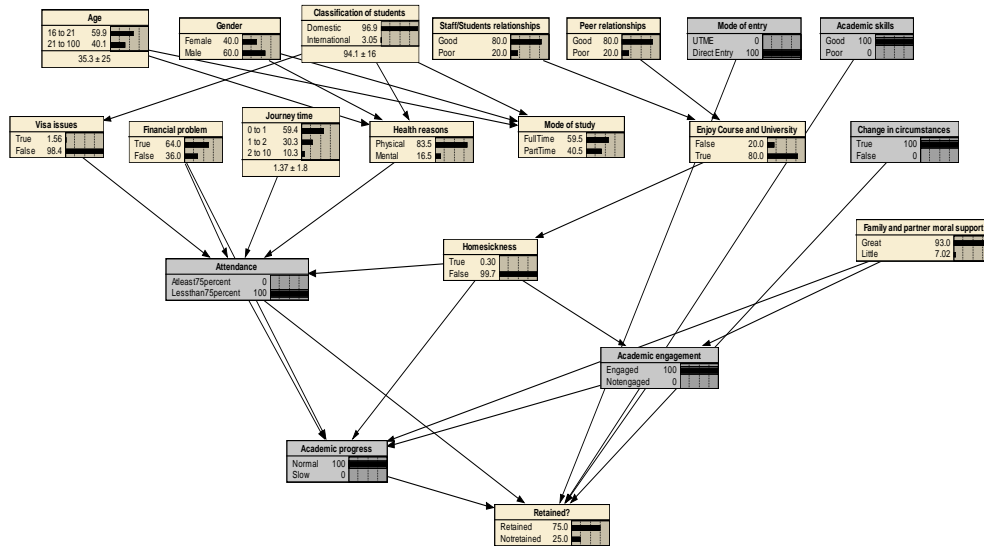 Age
16 to 21 59.9
21 to 100 40.1
35.3 ± 25
Gender
Female 40.0
Male 60.0
Classification of students
Domestic 96.9
International 3.05
94.1 ± 16
Staff/Students relationships
Good 80.0
Poor 20.0
Peer relationships
Good 80.0
Poor 20.0
Mode of entry
UTME 0
Direct Entry 100
Academic skills
Good 100
Poor 0
Visa issues
True 1.56
False 98.4
Financial problem
True 64.0
False 36.0
Journey time
0 to 1 59.4
1 to 2 30.3
2 to 10 10.3
1.37 ± 1.8
Health reasons
Physical 83.5
Mental 16.5
Mode of study
FullTime 59.5
PartTime 40.5
Enjoy Course and University
False 20.0
True 80.0
Change in circumstances
True 100
False 0
Family and partner moral support
Great 93.0
Little 7.02
Homesickness
True 0.30
False 99.7
Attendance
Atleast75percent 0
Lessthan75percent 100
Academic engagement
Engaged 100
Notengaged 0
Academic progress
Normal 100
Slow 0
Retained?
Retained 75.0
Notretained 25.0